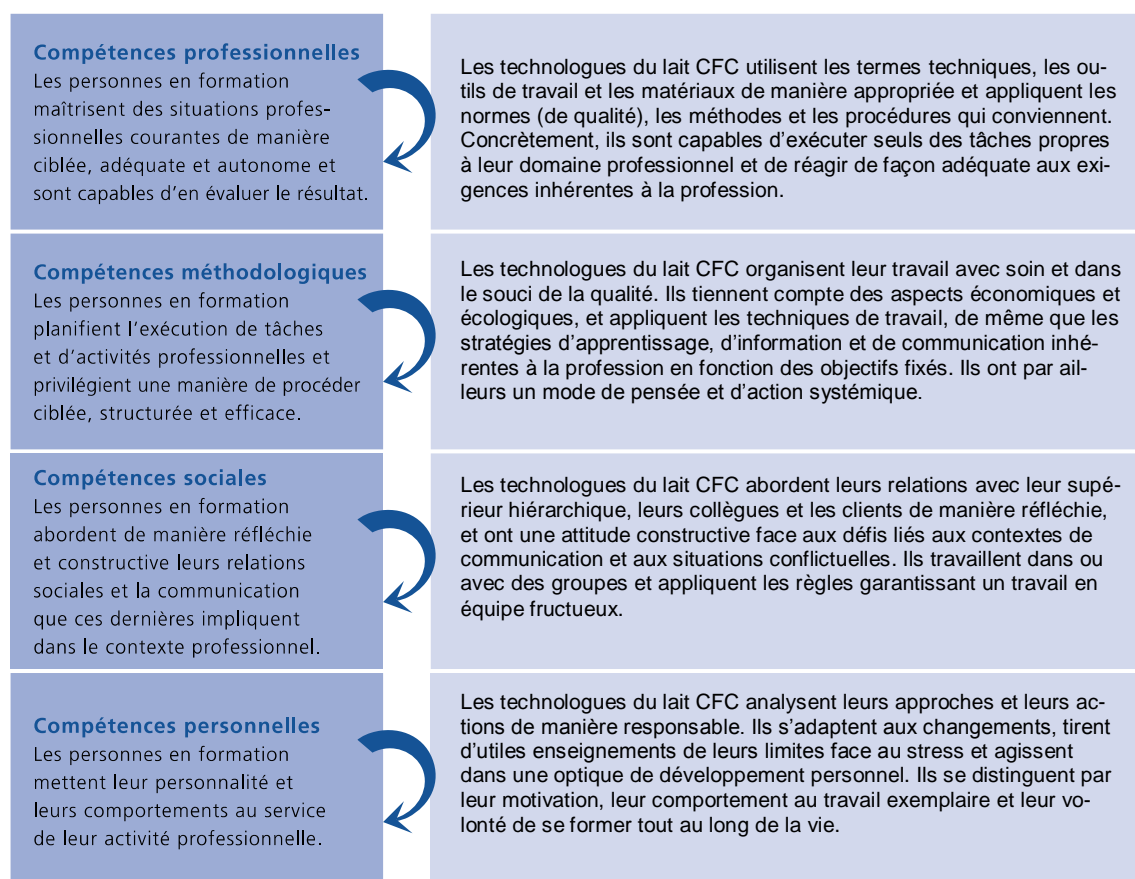 Compétences professionnelles
Les personnes en formation
maîtrisent des situations profes-
sionnelles courantes de manière
ciblée, adéquate et autonome et
sont capables d'en évaluer le résultat.
Les technologues du lait CFC utilisent les termes techniques, les ou-
tils de travail et les matériaux de manière appropriée et appliquent les
normes (de qualité), les méthodes et les procédures qui conviennent.
Concrètement, ils sont capables d'exécuter seuls des tâches propres
à leur domaine professionnel et de réagir de façon adéquate aux exi-
gences inhérentes à la profession.
Compétences méthodologiques
Les personnes en formation
planifient l'exécution de tâches
et d'activités professionnelles et
privilégient une manière de procéder
ciblée, structurée et efficace.
Les technologues du lait CFC organisent leur travail avec soin et dans
le souci de la qualité. Ils tiennent compte des aspects économiques et
écologiques, et appliquent les techniques de travail, de même que les
stratégies d'apprentissage, d'information et de communication inhé-
rentes à la profession en fonction des objectifs fixés. Ils ont par ail-
leurs un mode de pensée et d'action systémique.
Compétences sociales
Les personnes en formation
abordent de manière réfléchie
et constructive leurs relations
sociales et la communication
que ces dernières impliquent
dans le contexte professionnel.
Les technologues du lait CFC abordent leurs relations avec leur supé-
rieur hiérarchique, leurs collègues et les clients de manière réfléchie,
et ont une attitude constructive face aux défis liés aux contextes de
communication et aux situations conflictuelles. Ils travaillent dans ou
avec des groupes et appliquent les règles garantissant un travail en
équipe fructueux.
Compétences personnelles
Les personnes en formation
mettent leur personnalité et
leurs comportements au service
de leur activité professionnelle.
Les technologues du lait CFC analysent leurs approches et leurs ac-
tions de manière responsable. Ils s'adaptent aux changements, tirent
d'utiles enseignements de leurs limites face au stress et agissent
dans une optique de développement personnel. Ils se distinguent par
leur motivation, leur comportement au travail exemplaire et leur vo-
lonté de se former tout au long de la vie.